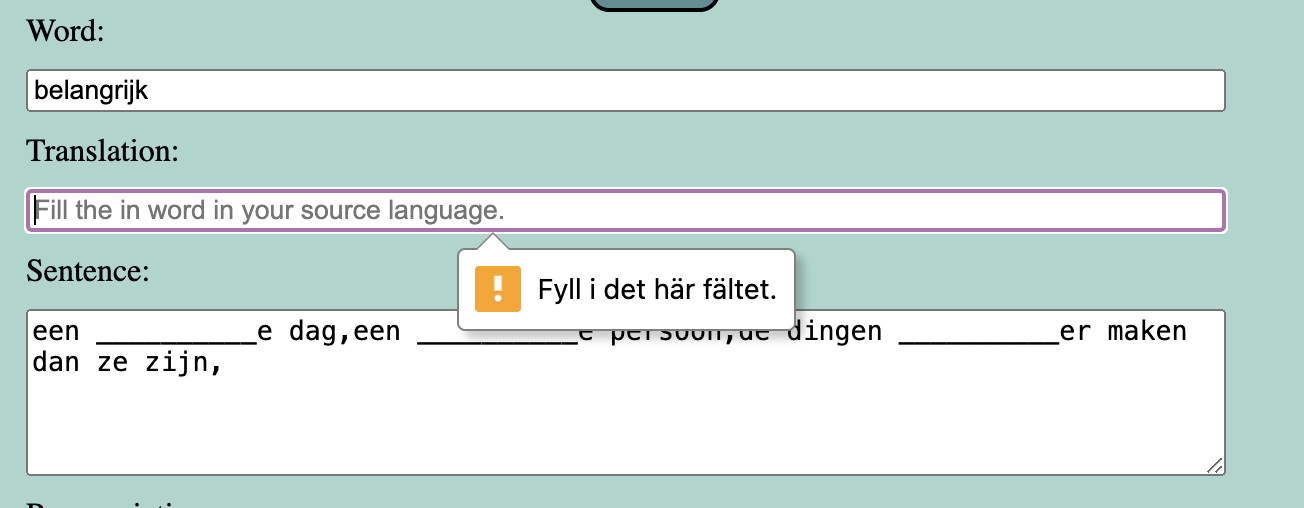 Word:
belangrijk
Translation:
Fill the in word in your source language.
Fyll i det här fältet.
Sentence:
een __________e dag,een __________e persoon,de dingen __________er maken
dan ze zijn,